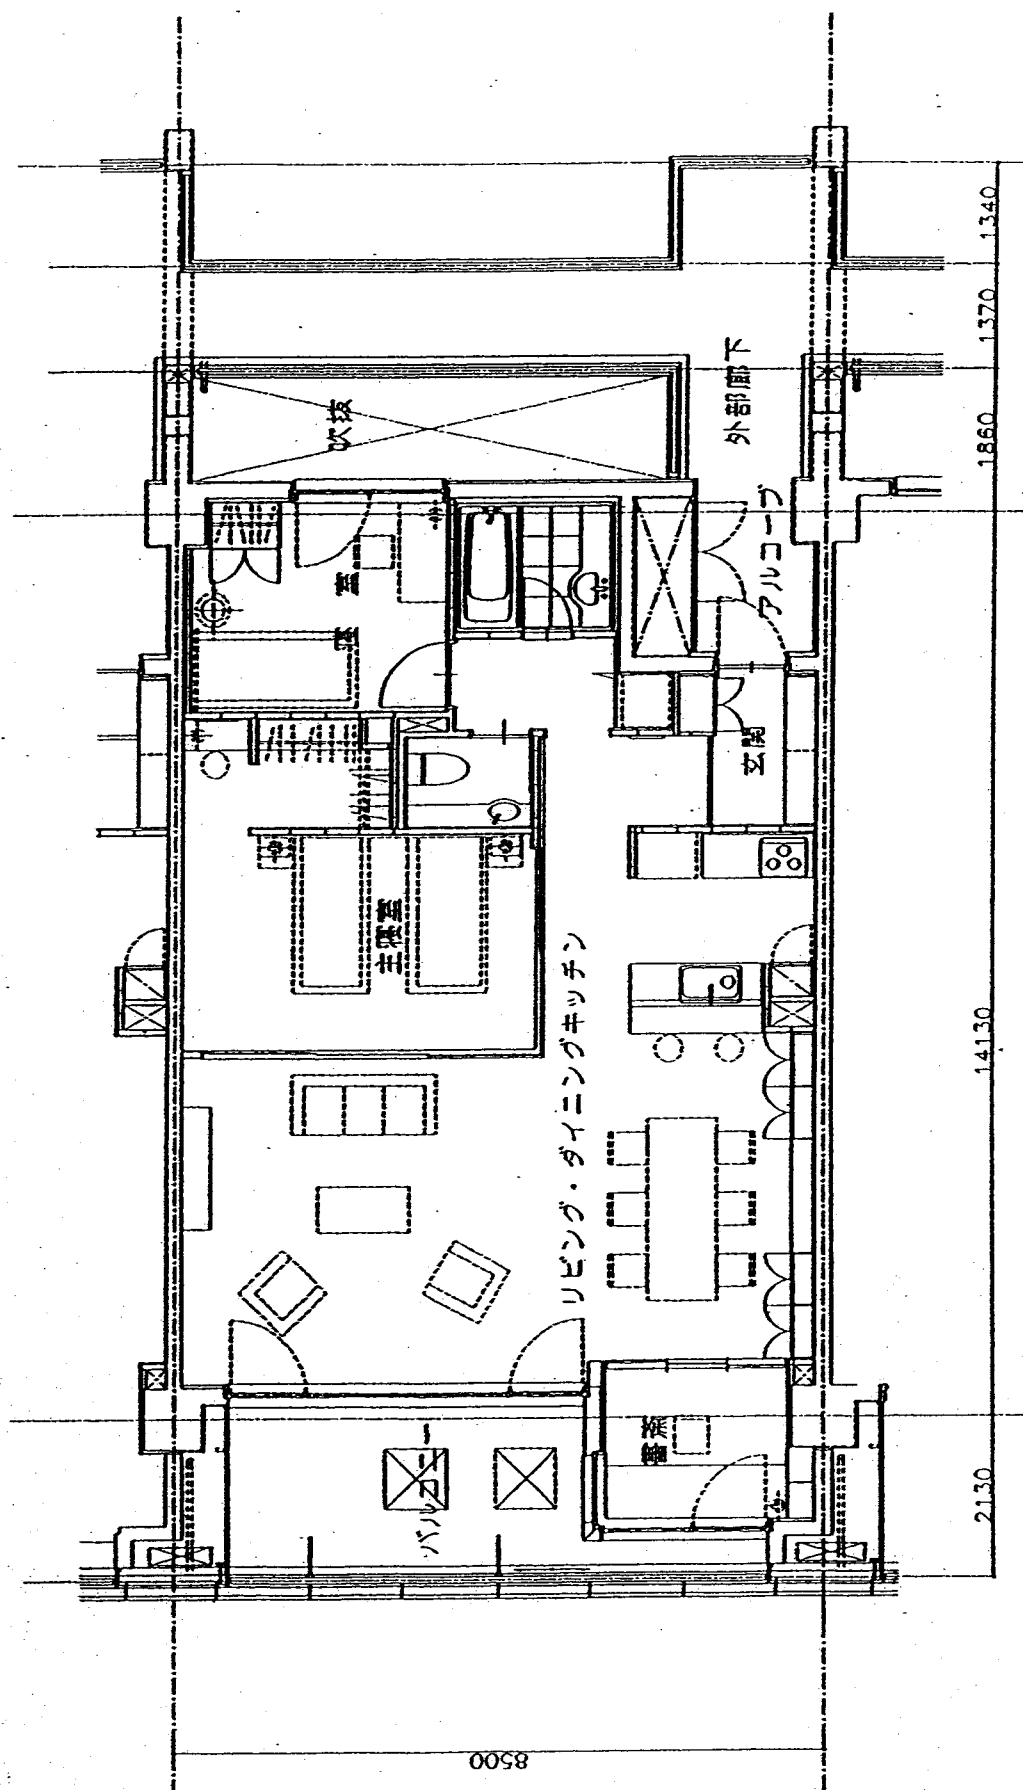 吹抜
外部廊下
アルコーブ
寝室
玄関
主寝室
リビング・ダイニングキッチン
書斎
バルコニー
1340
1370
1860
14130
2130
8500